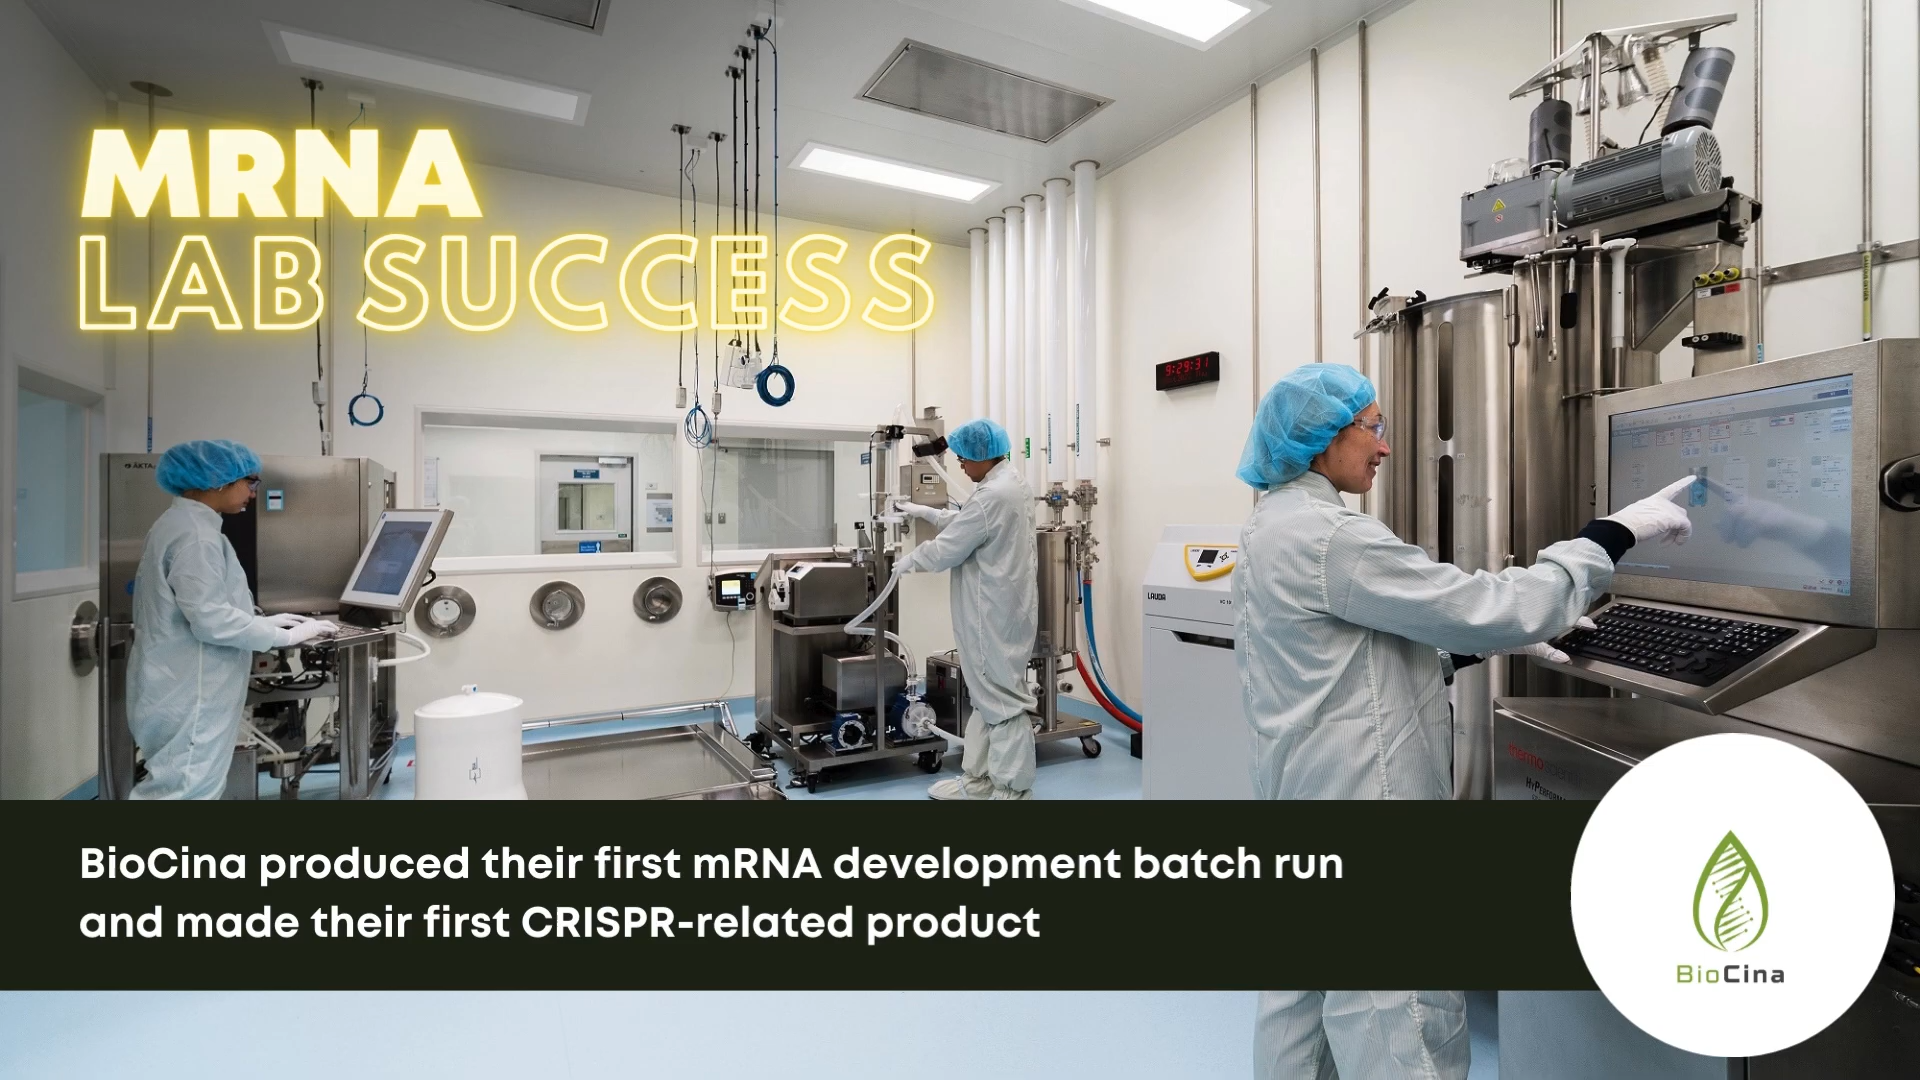 MRNA
LAB SUCCESS
ÄKTA
9:29:31
LAUDA
thermo
BioCina produced their first mRNA development batch run
and made their first CRISPR-related product
BioCina